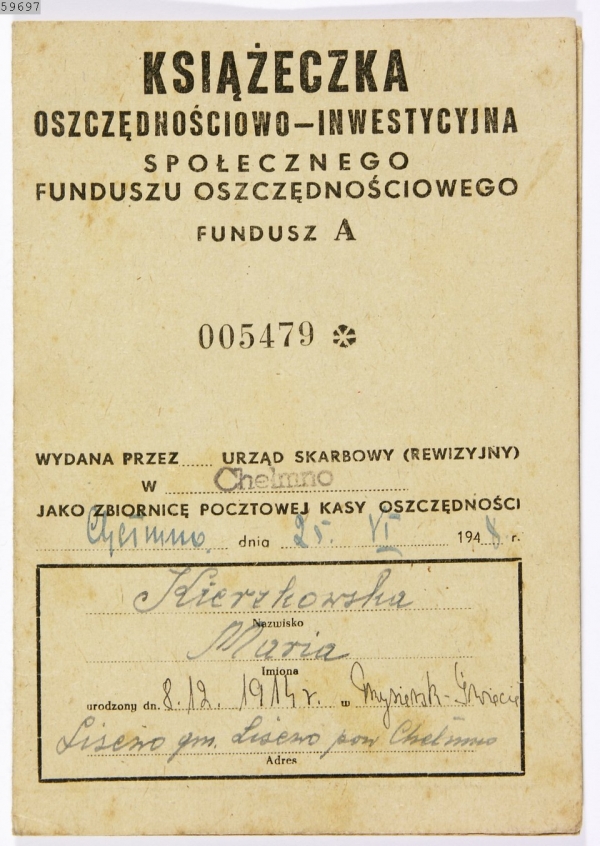 59697
KSIĄŻECZKA
OSZCZĘDNOŚCIOWO—INWESTYCYJNA
SPOŁECZNEGO
FUNDUSZU OSZCZĘDNOŚCIOWEGO
FUNDUSZ A
005479 ✻
WYDANA PRZEZ ..... URZĄD SKARBOWY (REWIZYJNY)
W Chełmno
JAKO ZBIORNICĘ POCZTOWEJ KASY OSZCZĘDNOŚCI
Chełmno, dnia 25. VI 1948 r.
Kierzkowska
Nazwisko
Maria
Imiona
urodzony dn. 8.12. 1914 r. w
Lisewo gm. Lisewo pow Chełmno
Adres